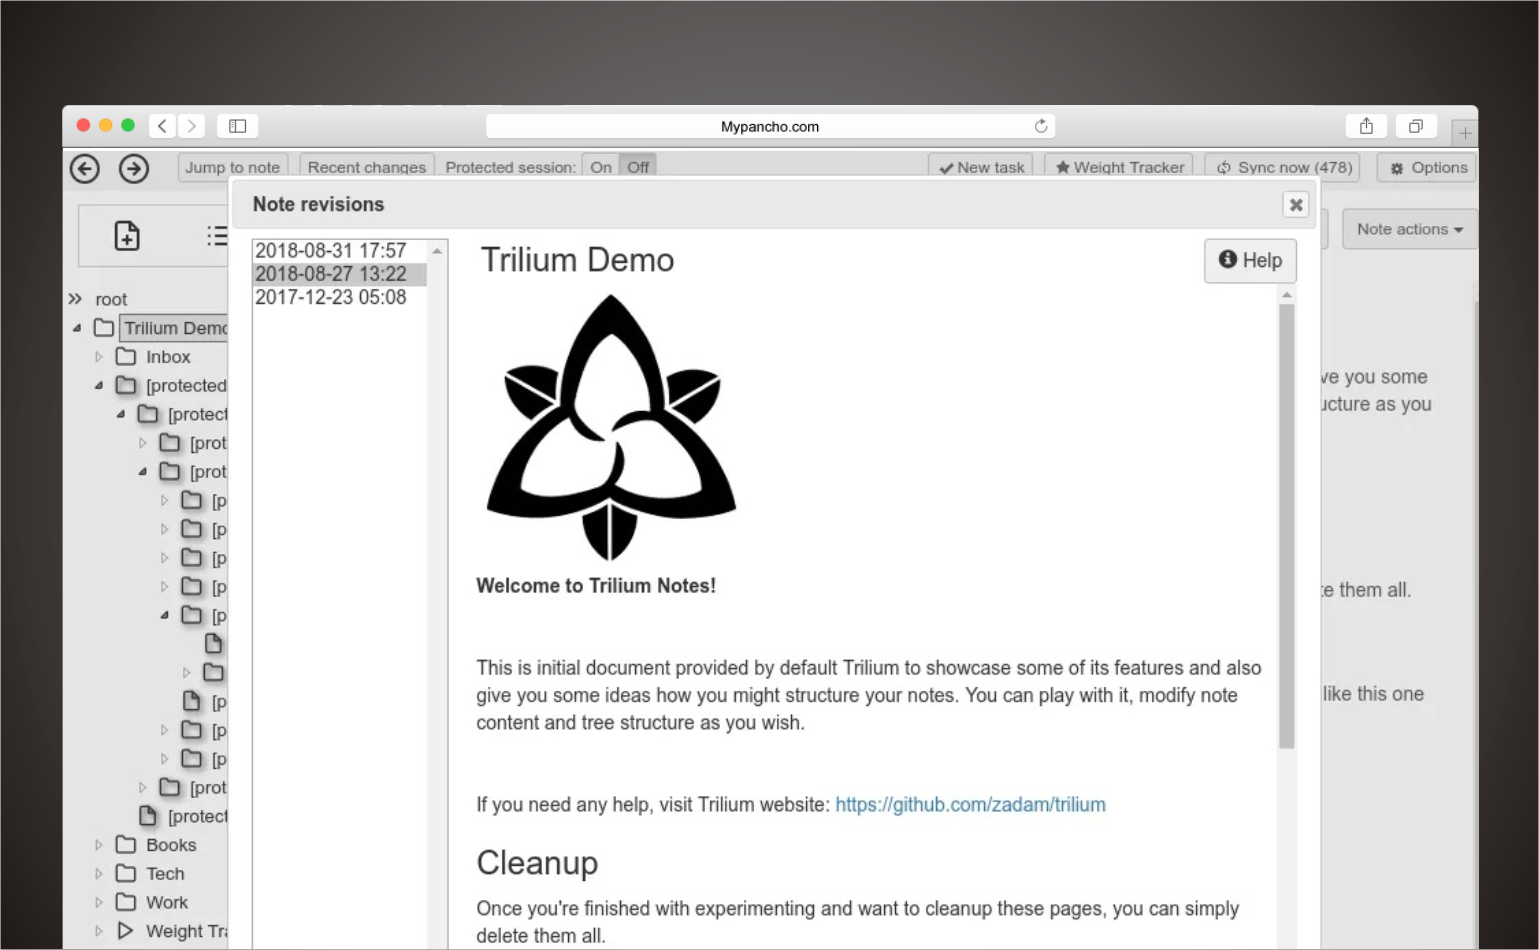 Mypancho.com
Jump to note
Recent changes
Protected session:
On
Off
New task
Weight Tracker
Sync now (478)
Options
Note revisions
Note actions
2018-08-31 17:57
2018-08-27 13:22
2017-12-23 05:08
Trilium Demo
Help
root
Trilium Demo
Inbox
[protected
[protect
[prot
[prot
[p
[p
[p
[p
[p
[p
[p
[p
[prot
[protect
Books
Tech
Work
Weight Tra
Welcome to Trilium Notes!
This is initial document provided by default Trilium to showcase some of its features and also
give you some ideas how you might structure your notes. You can play with it, modify note
content and tree structure as you wish.
If you need any help, visit Trilium website: https://github.com/zadam/trilium
Cleanup
Once you're finished with experimenting and want to cleanup these pages, you can simply
delete them all.
ve you some
ucture as you
te them all.
like this one